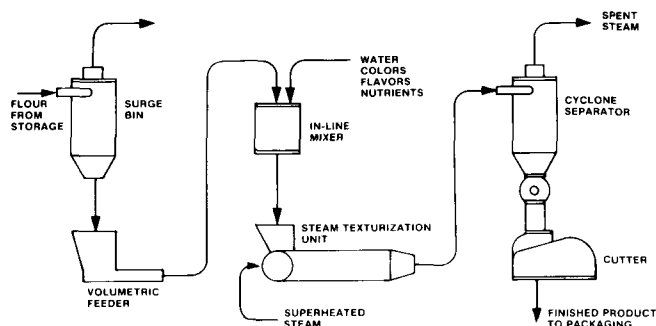 FLOUR
FROM
STORAGE
SURGE
BIN
VOLUMETRIC
FEEDER
WATER
COLORS
FLAVORS
NUTRIENTS
IN-LINE
MIXER
STEAM TEXTURIZATION
UNIT
SUPERHEATED
STEAM
SPENT
STEAM
CYCLONE
SEPARATOR
CUTTER
FINISHED PRODUCT
TO PACKAGING